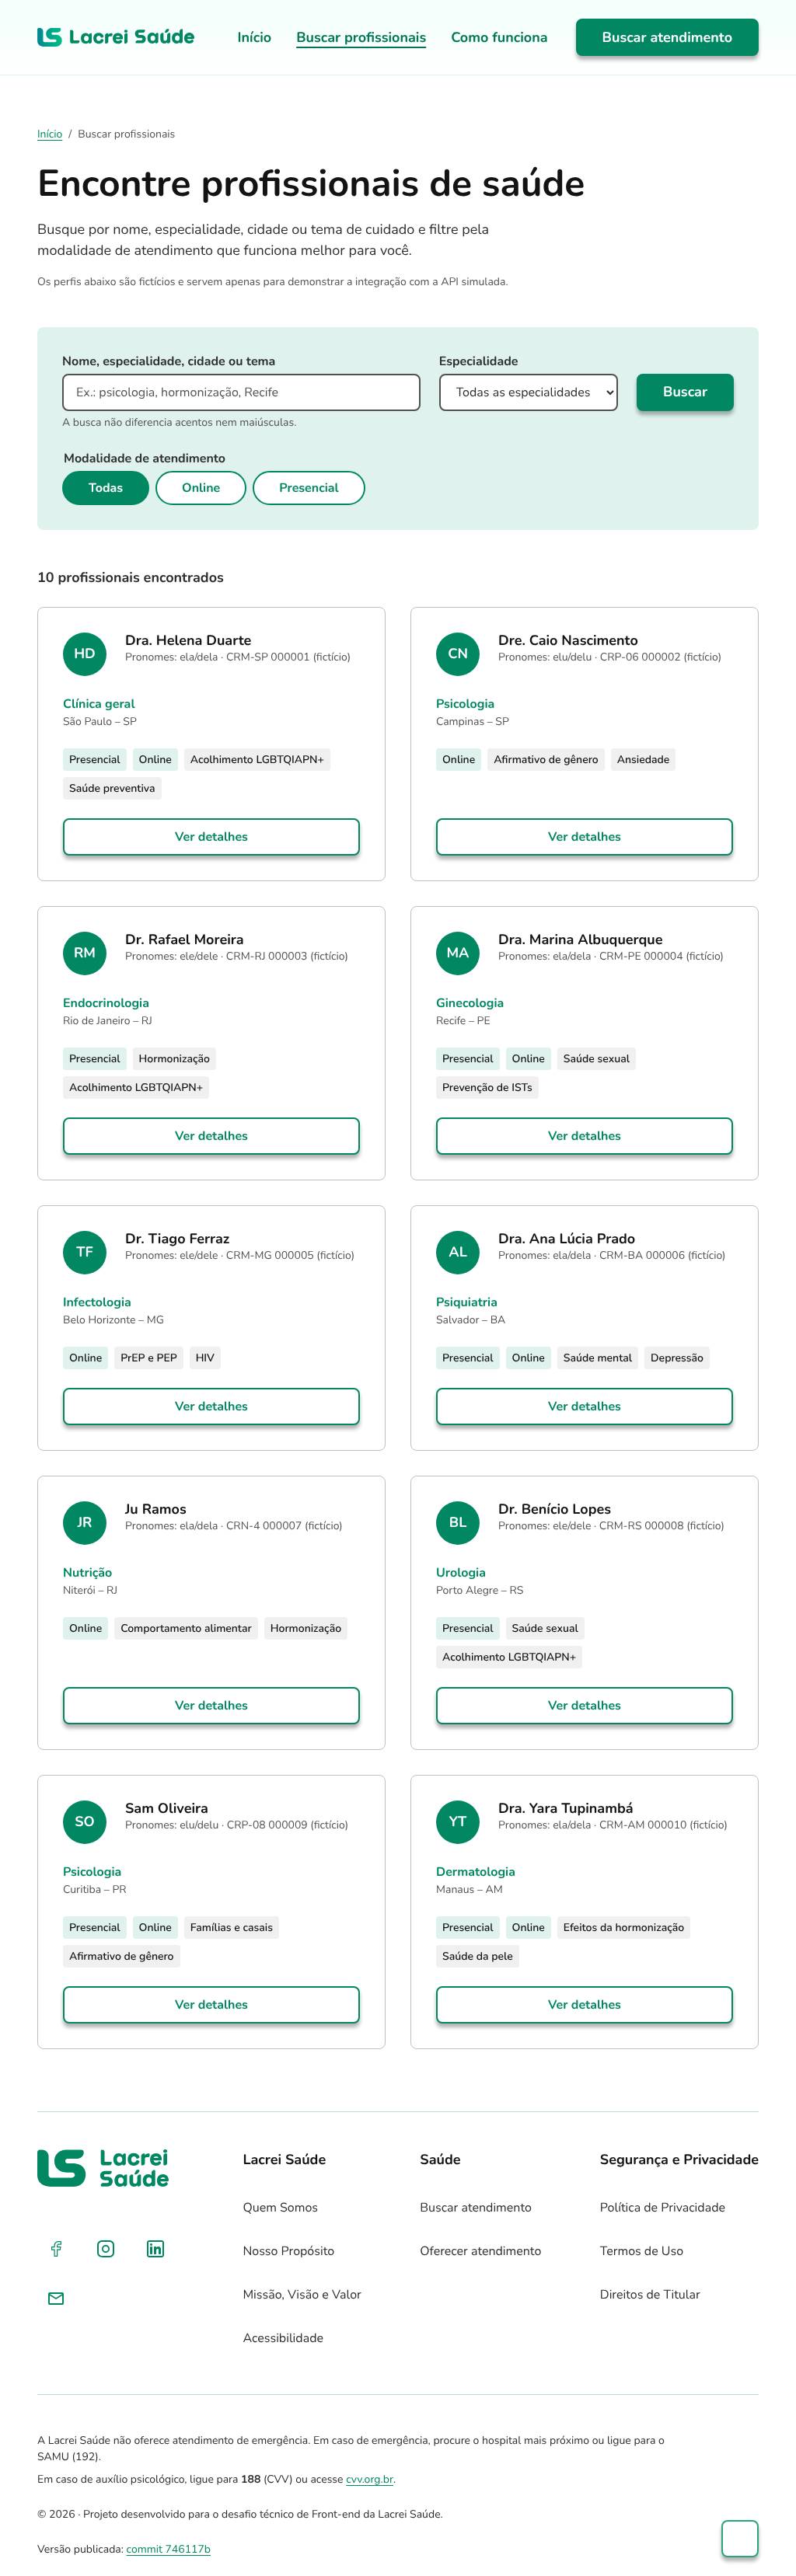 Lacrei Saúde
Início
Buscar profissionais
Como funciona
Buscar atendimento
Início / Buscar profissionais
Encontre profissionais de saúde
Busque por nome, especialidade, cidade ou tema de cuidado e filtre pela
modalidade de atendimento que funciona melhor para você.
Os perfis abaixo são fictícios e servem apenas para demonstrar a integração com a API simulada.
Nome, especialidade, cidade ou tema
Ex.: psicologia, hormonização, Recife
A busca não diferencia acentos nem maiúsculas.
Especialidade
Todas as especialidades
Buscar
Modalidade de atendimento
Todas
Online
Presencial
10 profissionais encontrados
HD
Dra. Helena Duarte
Pronomes: ela/dela · CRM-SP 000001 (fictício)
Clínica geral
São Paulo – SP
Presencial
Online
Acolhimento LGBTQIAPN+
Saúde preventiva
Ver detalhes
CN
Dre. Caio Nascimento
Pronomes: elu/delu · CRP-06 000002 (fictício)
Psicologia
Campinas – SP
Online
Afirmativo de gênero
Ansiedade
Ver detalhes
RM
Dr. Rafael Moreira
Pronomes: ele/dele · CRM-RJ 000003 (fictício)
Endocrinologia
Rio de Janeiro – RJ
Presencial
Hormonização
Acolhimento LGBTQIAPN+
Ver detalhes
MA
Dra. Marina Albuquerque
Pronomes: ela/dela · CRM-PE 000004 (fictício)
Ginecologia
Recife – PE
Presencial
Online
Saúde sexual
Prevenção de ISTs
Ver detalhes
TF
Dr. Tiago Ferraz
Pronomes: ele/dele · CRM-MG 000005 (fictício)
Infectologia
Belo Horizonte – MG
Online
PrEP e PEP
HIV
Ver detalhes
AL
Dra. Ana Lúcia Prado
Pronomes: ela/dela · CRM-BA 000006 (fictício)
Psiquiatria
Salvador – BA
Presencial
Online
Saúde mental
Depressão
Ver detalhes
JR
Ju Ramos
Pronomes: ela/dela · CRN-4 000007 (fictício)
Nutrição
Niterói – RJ
Online
Comportamento alimentar
Hormonização
Ver detalhes
BL
Dr. Benício Lopes
Pronomes: ele/dele · CRM-RS 000008 (fictício)
Urologia
Porto Alegre – RS
Presencial
Saúde sexual
Acolhimento LGBTQIAPN+
Ver detalhes
SO
Sam Oliveira
Pronomes: elu/delu · CRP-08 000009 (fictício)
Psicologia
Curitiba – PR
Presencial
Online
Famílias e casais
Afirmativo de gênero
Ver detalhes
YT
Dra. Yara Tupinambá
Pronomes: ela/dela · CRM-AM 000010 (fictício)
Dermatologia
Manaus – AM
Presencial
Online
Efeitos da hormonização
Saúde da pele
Ver detalhes
Lacrei
Saúde
Lacrei Saúde
Quem Somos
Nosso Propósito
Missão, Visão e Valor
Acessibilidade
Saúde
Buscar atendimento
Oferecer atendimento
Segurança e Privacidade
Política de Privacidade
Termos de Uso
Direitos de Titular
A Lacrei Saúde não oferece atendimento de emergência. Em caso de emergência, procure o hospital mais próximo ou ligue para o
SAMU (192).
Em caso de auxílio psicológico, ligue para 188 (CVV) ou acesse cvv.org.br.
© 2026 · Projeto desenvolvido para o desafio técnico de Front-end da Lacrei Saúde.
Versão publicada: commit 746117b